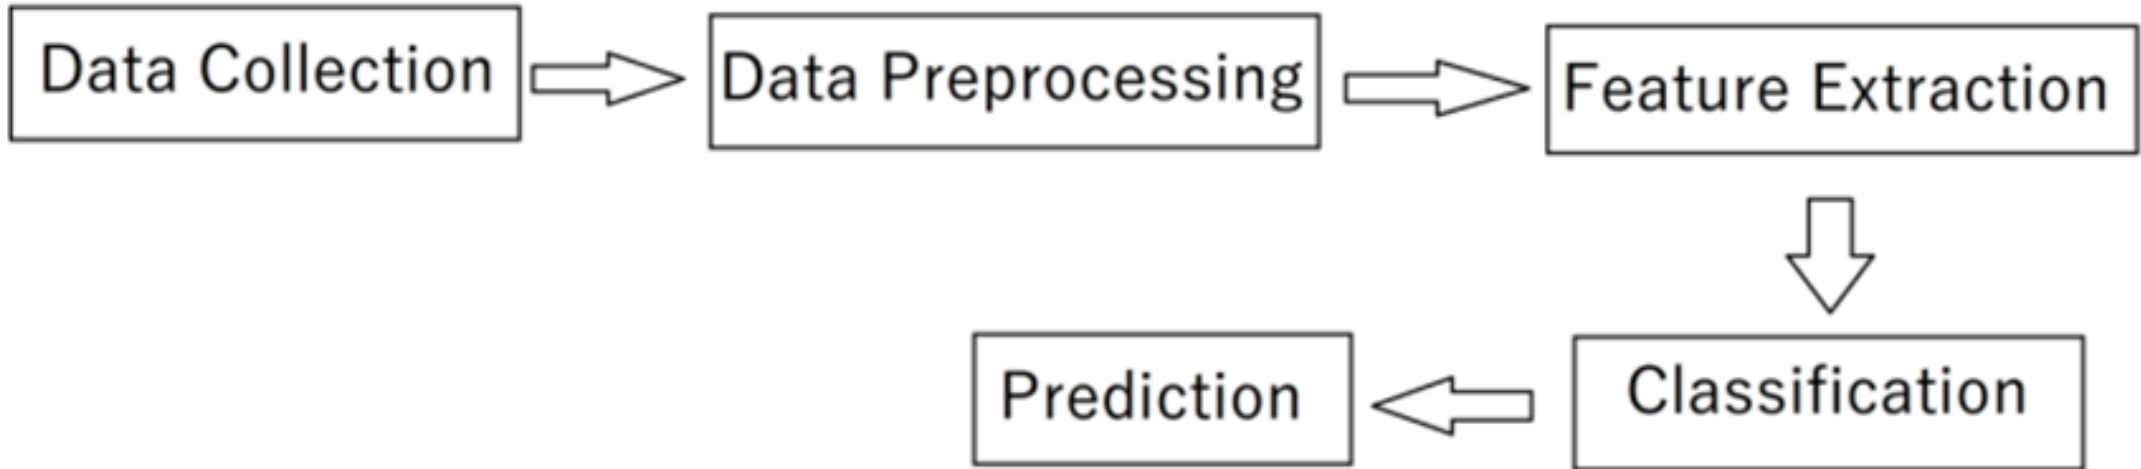 Data Collection
Data Preprocessing
Feature Extraction
Classification
Prediction